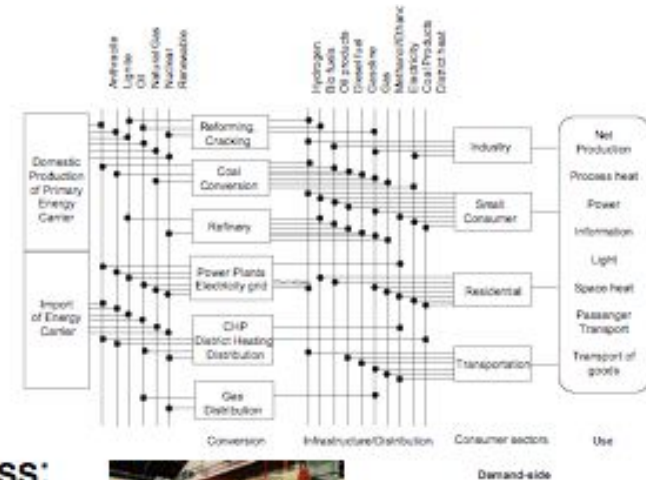 Anthracite
Lignite
Oil
Natural Gas
Nuclear
Renewable
Hydrogen
Bio fuels
Oil products
Diesel fuel
Gasoline
Gas
Methanol/Ethanol
Electricity
Coal Products
District heat
Domestic
Production
of Primary
Energy
Carrier
Import
of Energy
Carrier
Reforming
Cracking
Coal
Conversion
Refinery
Power Plants
Electricity grid
CHP
District Heating
Distribution
Gas
Distribution
Industry
Small
Consumer
Residential
Transportation
Net
Production
Process heat
Power
Information
Light
Space heat
Passenger
Transport
Transport of
goods
Conversion
Infrastructure/Distribution
Consumer sectors
Use
Demand-side